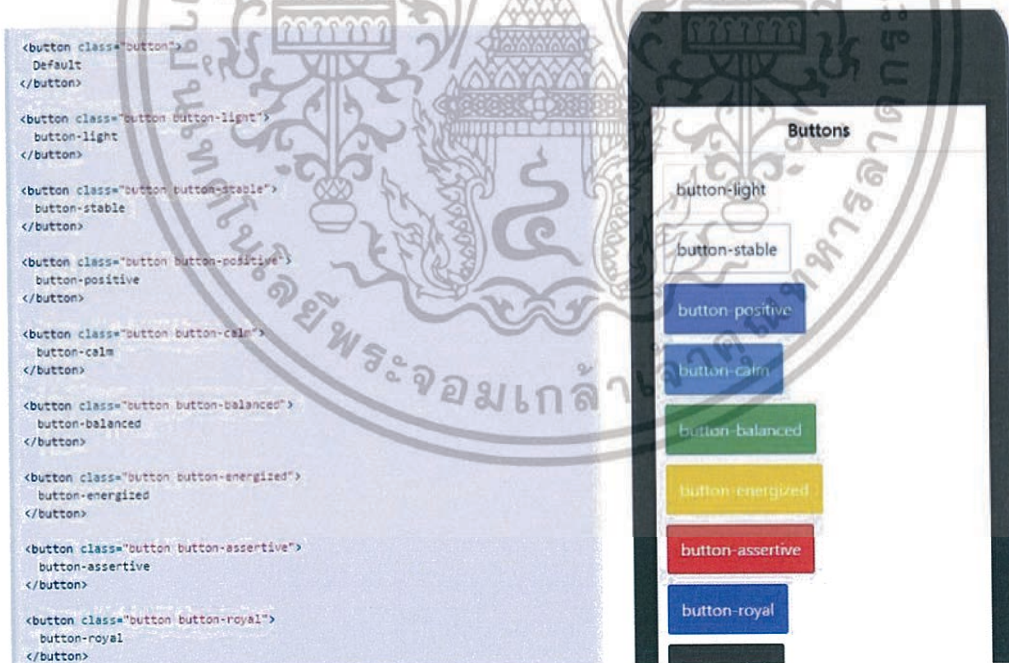 <button class="button">
Default
</button>
<button class="button button-light">
button-light
</button>
<button class="button button-stable">
button-stable
</button>
<button class="button button-positive">
button-positive
</button>
<button class="button button-calm">
button-calm
</button>
<button class="button button-balanced">
button-balanced
</button>
<button class="button button-energized">
button-energized
</button>
<button class="button button-assertive">
button-assertive
</button>
<button class="button button-royal">
button-royal
</button>
Buttons
button-light
button-stable
button-positive
button-calm
button-balanced
button-energized
button-assertive
button-royal